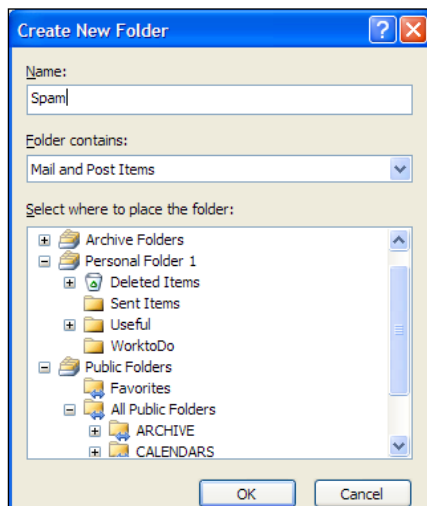 Create New Folder
Name:
Spam
Folder contains:
Mail and Post Items
Select where to place the folder:
Archive Folders
Personal Folder 1
Deleted Items
Sent Items
Useful
WorktoDo
Public Folders
Favorites
All Public Folders
ARCHIVE
CALENDARS
OK Cancel